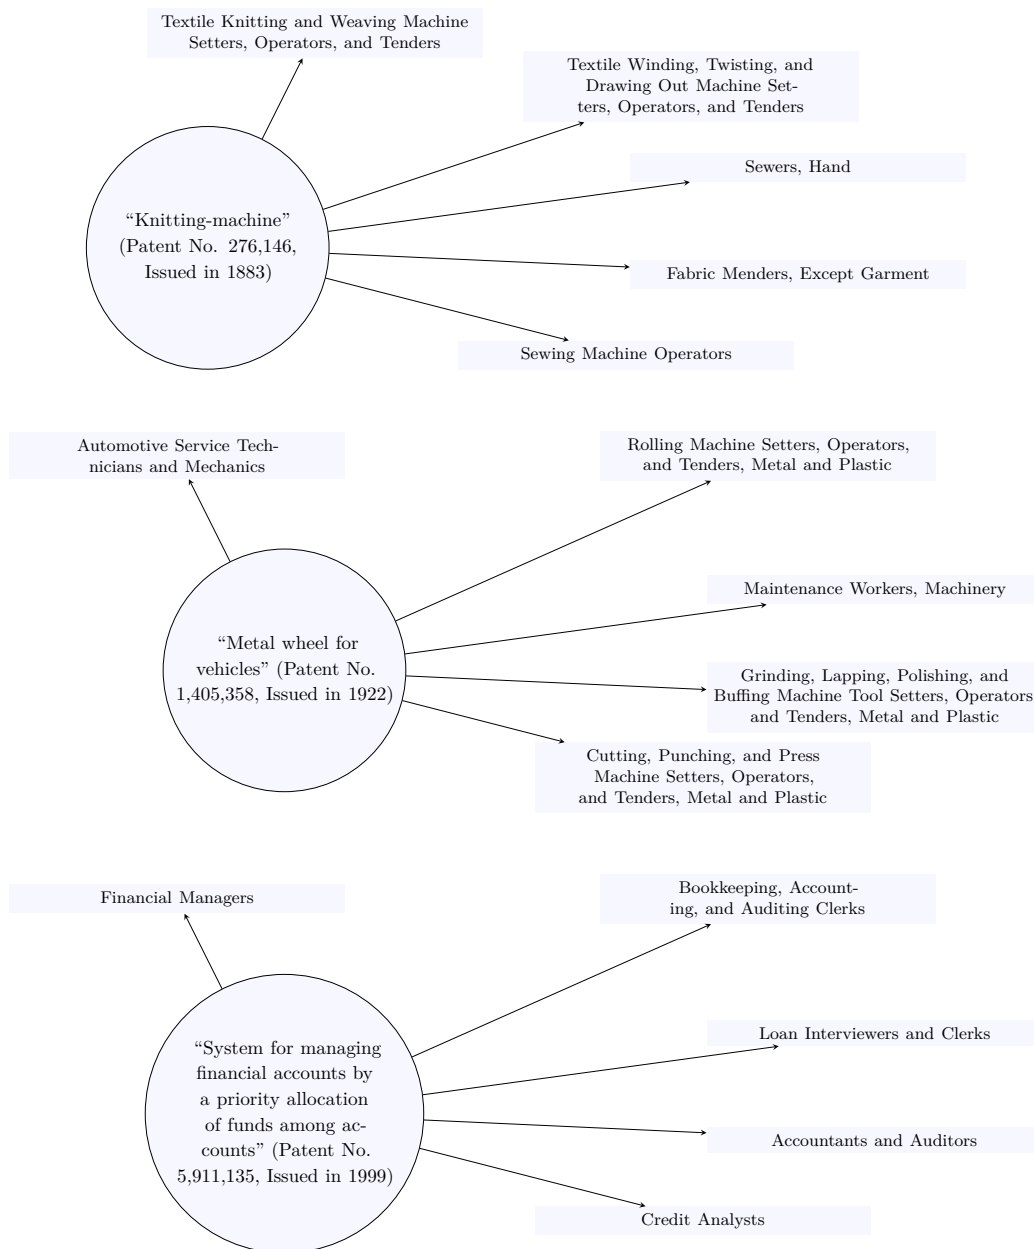 Textile Knitting and Weaving Machine
Setters, Operators, and Tenders
Textile Winding, Twisting, and
Drawing Out Machine Set-
ters, Operators, and Tenders
Sewers, Hand
“Knitting-machine”
(Patent No. 276,146,
Issued in 1883)
Fabric Menders, Except Garment
Sewing Machine Operators
Automotive Service Tech-
nicians and Mechanics
Rolling Machine Setters, Operators,
and Tenders, Metal and Plastic
Maintenance Workers, Machinery
“Metal wheel for
vehicles” (Patent No.
1,405,358, Issued in 1922)
Grinding, Lapping, Polishing, and
Buffing Machine Tool Setters, Operators
and Tenders, Metal and Plastic
Cutting, Punching, and Press
Machine Setters, Operators,
and Tenders, Metal and Plastic
Financial Managers
Bookkeeping, Account-
ing, and Auditing Clerks
Loan Interviewers and Clerks
“System for managing
financial accounts by
a priority allocation
of funds among ac-
counts” (Patent No.
5,911,135, Issued in 1999)
Accountants and Auditors
Credit Analysts